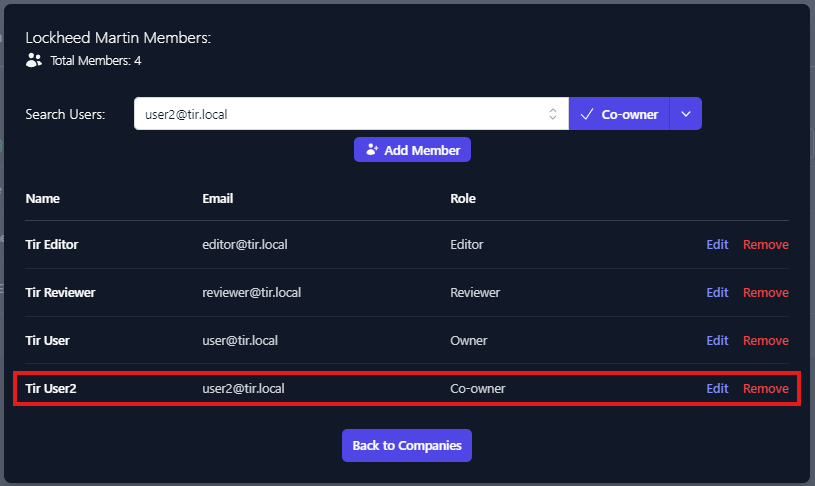 Lockheed Martin Members:
Total Members: 4
Search Users: user2@tir.local Co-owner
Add Member
Name Email Role
Tir Editor editor@tir.local Editor Edit Remove
Tir Reviewer reviewer@tir.local Reviewer Edit Remove
Tir User user@tir.local Owner Edit Remove
Tir User2 user2@tir.local Co-owner Edit Remove
Back to Companies